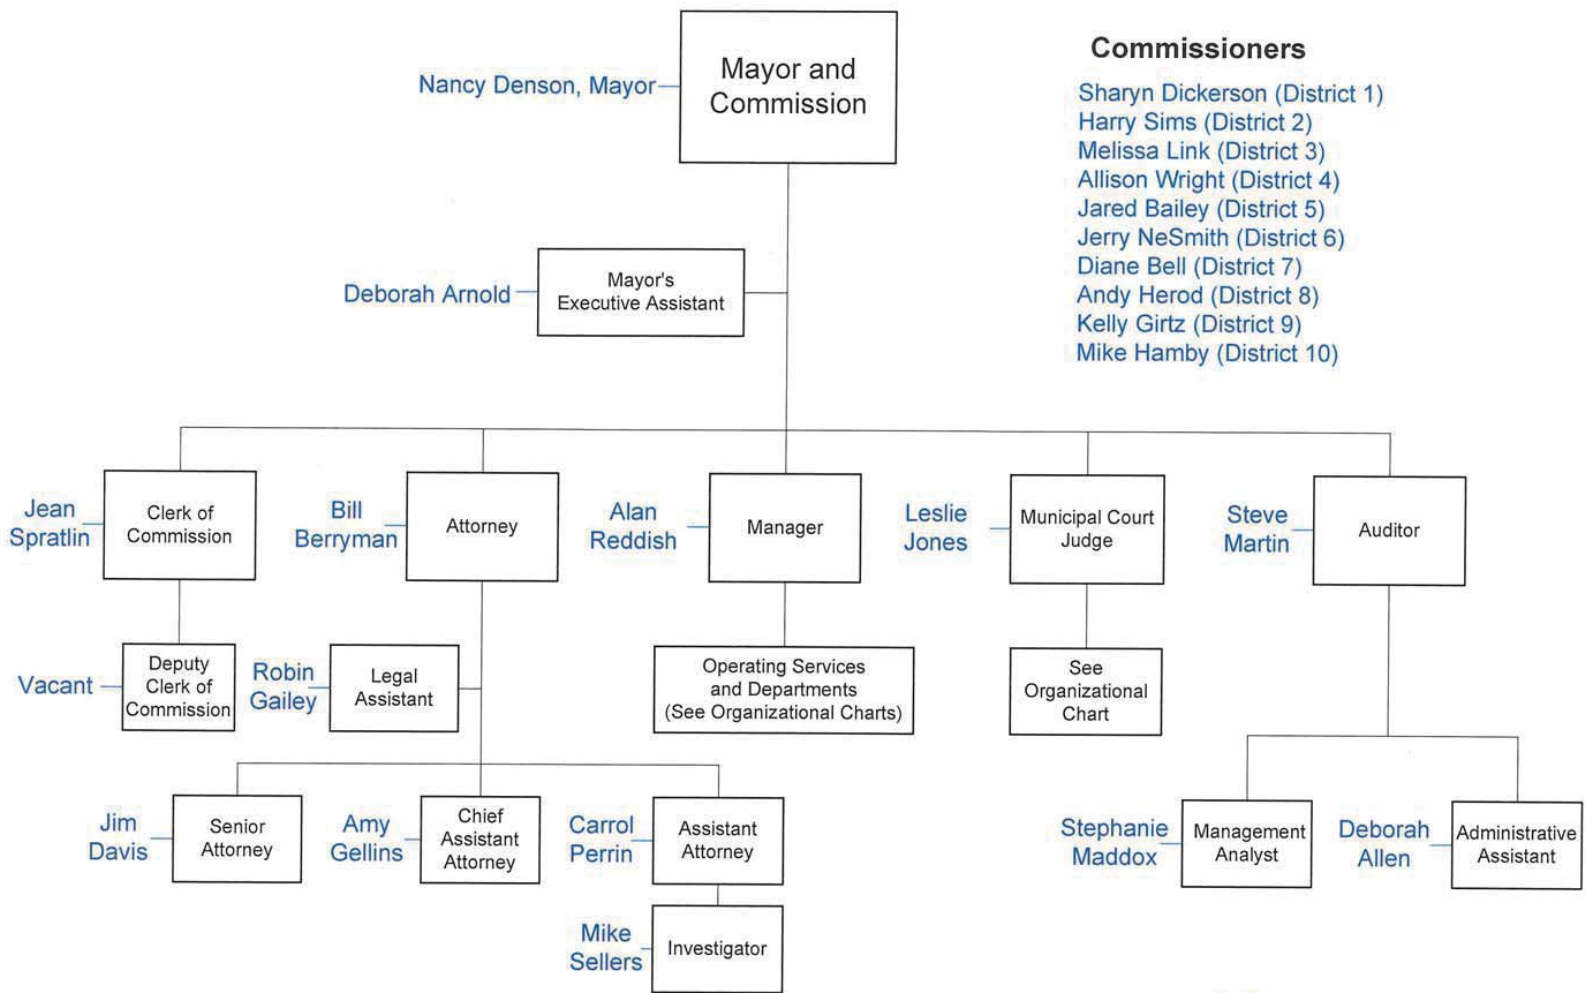 Mayor and
Commission
Nancy Denson, Mayor
Commissioners
Sharyn Dickerson (District 1)
Harry Sims (District 2)
Melissa Link (District 3)
Allison Wright (District 4)
Jared Bailey (District 5)
Jerry NeSmith (District 6)
Diane Bell (District 7)
Andy Herod (District 8)
Kelly Girtz (District 9)
Mike Hamby (District 10)
Deborah Arnold
Mayor's
Executive Assistant
Jean
Spratlin
Clerk of
Commission
Bill
Berryman
Attorney
Alan
Reddish
Manager
Leslie
Jones
Municipal Court
Judge
Steve
Martin
Auditor
Vacant
Deputy
Clerk of
Commission
Robin
Gailey
Legal
Assistant
Operating Services
and Departments
(See Organizational Charts)
See
Organizational
Chart
Jim
Davis
Senior
Attorney
Amy
Gellins
Chief
Assistant
Attorney
Carrol
Perrin
Assistant
Attorney
Stephanie
Maddox
Management
Analyst
Deborah
Allen
Administrative
Assistant
Mike
Sellers
Investigator